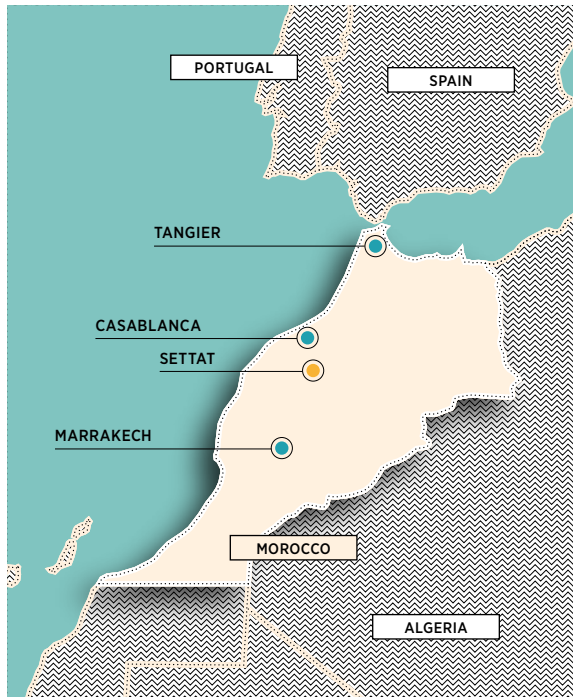 PORTUGAL
SPAIN
TANGIER
CASABLANCA
SETTAT
MARRAKECH
MOROCCO
ALGERIA